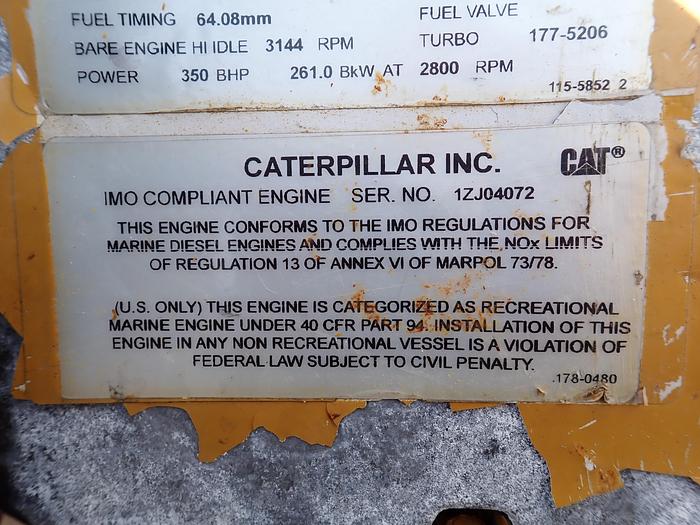 FUEL TIMING 64.08mm FUEL VALVE
BARE ENGINE HI IDLE 3144 RPM TURBO 177-5206
POWER 350 BHP 261.0 BkW AT 2800 RPM
115-5852 2
CATERPILLAR INC. CAT®
IMO COMPLIANT ENGINE SER. NO. 1ZJ04072
THIS ENGINE CONFORMS TO THE IMO REGULATIONS FOR
MARINE DIESEL ENGINES AND COMPLIES WITH THE NOx LIMITS
OF REGULATION 13 OF ANNEX VI OF MARPOL 73/78.
(U.S. ONLY) THIS ENGINE IS CATEGORIZED AS RECREATIONAL
MARINE ENGINE UNDER 40 CFR PART 94. INSTALLATION OF THIS
ENGINE IN ANY NON RECREATIONAL VESSEL IS A VIOLATION OF
FEDERAL LAW SUBJECT TO CIVIL PENALTY.
178-0480